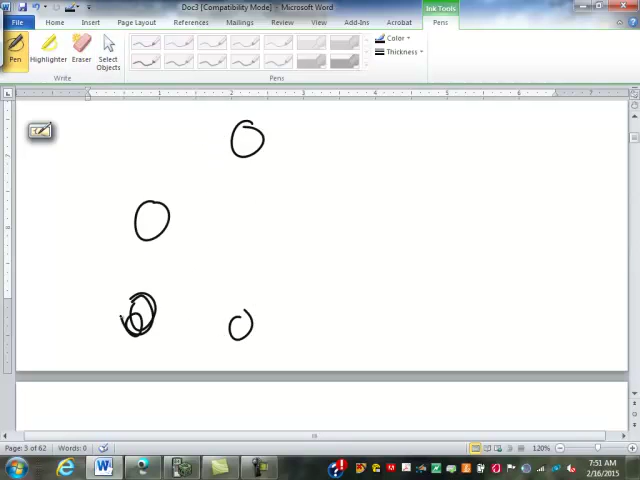 Doc3 [Compatibility Mode] - Microsoft Word
Ink Tools
File Home Insert Page Layout References Mailings Review View Add-Ins Acrobat Pens
Pen Highlighter Eraser Select Objects
Color
Thickness
Write Pens
Page: 3 of 62 Words: 0 120%
7:51 AM
2/16/2015